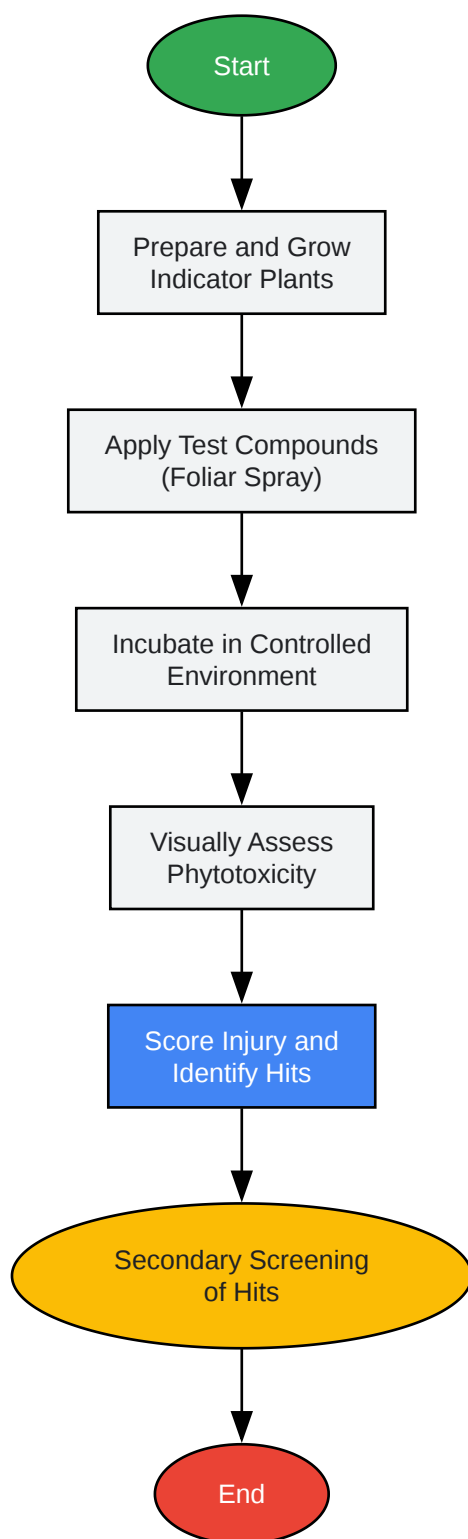 Start
Prepare and Grow
Indicator Plants
Apply Test Compounds
(Foliar Spray)
Incubate in Controlled
Environment
Visually Assess
Phytotoxicity
Score Injury and
Identify Hits
Secondary Screening
of Hits
End